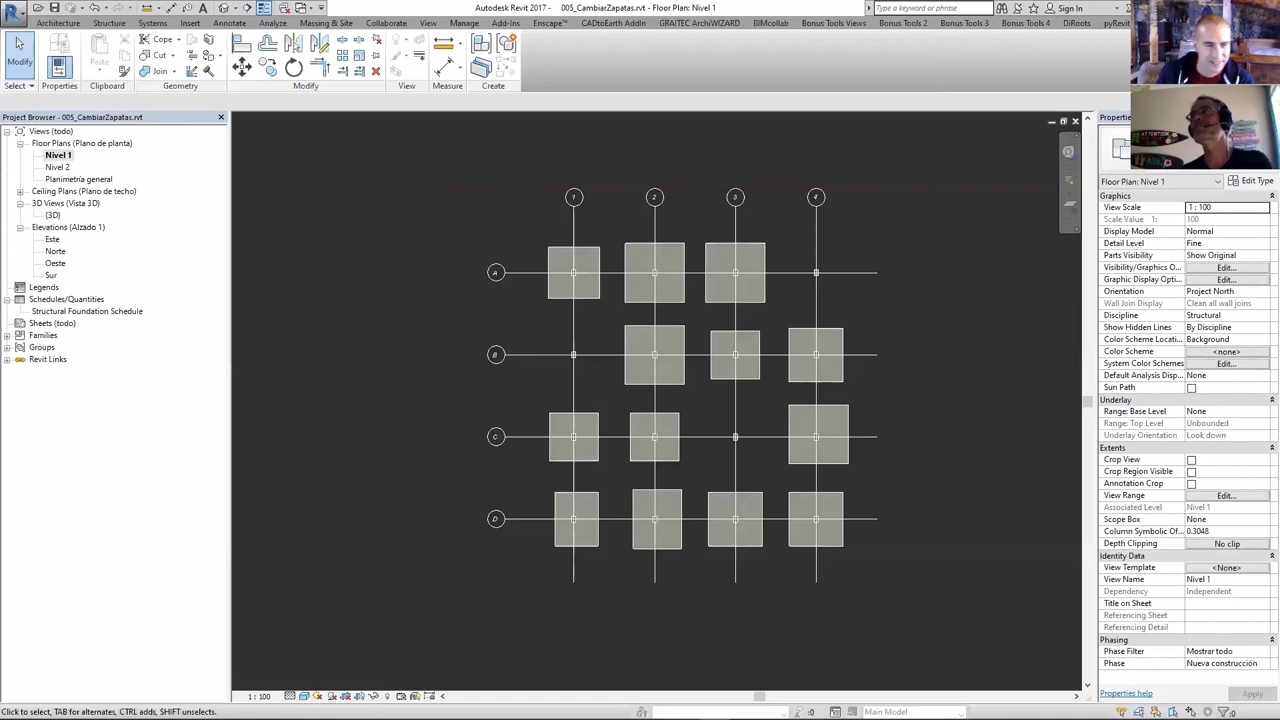 Autodesk Revit 2017 - 005_CambiarZapatas.rvt - Floor Plan: Nivel 1
Type a keyword or phrase
Sign In
Architecture Structure Systems Insert Annotate Analyze Massing & Site Collaborate View Manage Add-Ins Enscape™ CADtoEarth AddIn GRAITEC ArchiWIZARD BIMcollab Bonus Tools Views Bonus Tools 2 Bonus Tools 3 Bonus Tools 4 DiRoots pyRevit
Modify
Paste
Cope
Cut
Join
Select Properties Clipboard Geometry Modify View Measure Create
Project Browser - 005_CambiarZapatas.rvt
Views (todo)
Floor Plans (Plano de planta)
Nivel 1
Nivel 2
Planimetría general
Ceiling Plans (Plano de techo)
3D Views (Vista 3D)
{3D}
Elevations (Alzado 1)
Este
Norte
Oeste
Sur
Legends
Schedules/Quantities
Structural Foundation Schedule
Sheets (todo)
Families
Groups
Revit Links
1 2 3 4
A
B
C
D
Floor Plan: Nivel 1
Edit Type
Graphics
View Scale 1 : 100
Scale Value 1: 100
Display Model Normal
Detail Level Fine
Parts Visibility Show Original
Visibility/Graphics O... Edit...
Graphic Display Opti... Edit...
Orientation Project North
Wall Join Display Clean all wall joins
Discipline Structural
Show Hidden Lines By Discipline
Color Scheme Locati... Background
Color Scheme <none>
System Color Schemes Edit...
Default Analysis Disp... None
Sun Path
Underlay
Range: Base Level None
Range: Top Level Unbounded
Underlay Orientation Look down
Extents
Crop View
Crop Region Visible
Annotation Crop
View Range Edit...
Associated Level Nivel 1
Scope Box None
Column Symbolic Of... 0.3048
Depth Clipping No clip
Identity Data
View Template <None>
View Name Nivel 1
Dependency Independent
Title on Sheet
Referencing Sheet
Referencing Detail
Phasing
Phase Filter Mostrar todo
Phase Nueva construcción
Properties help
Apply
1 : 100
Click to select, TAB for alternates, CTRL adds, SHIFT unselects.
:0
Main Model
:0